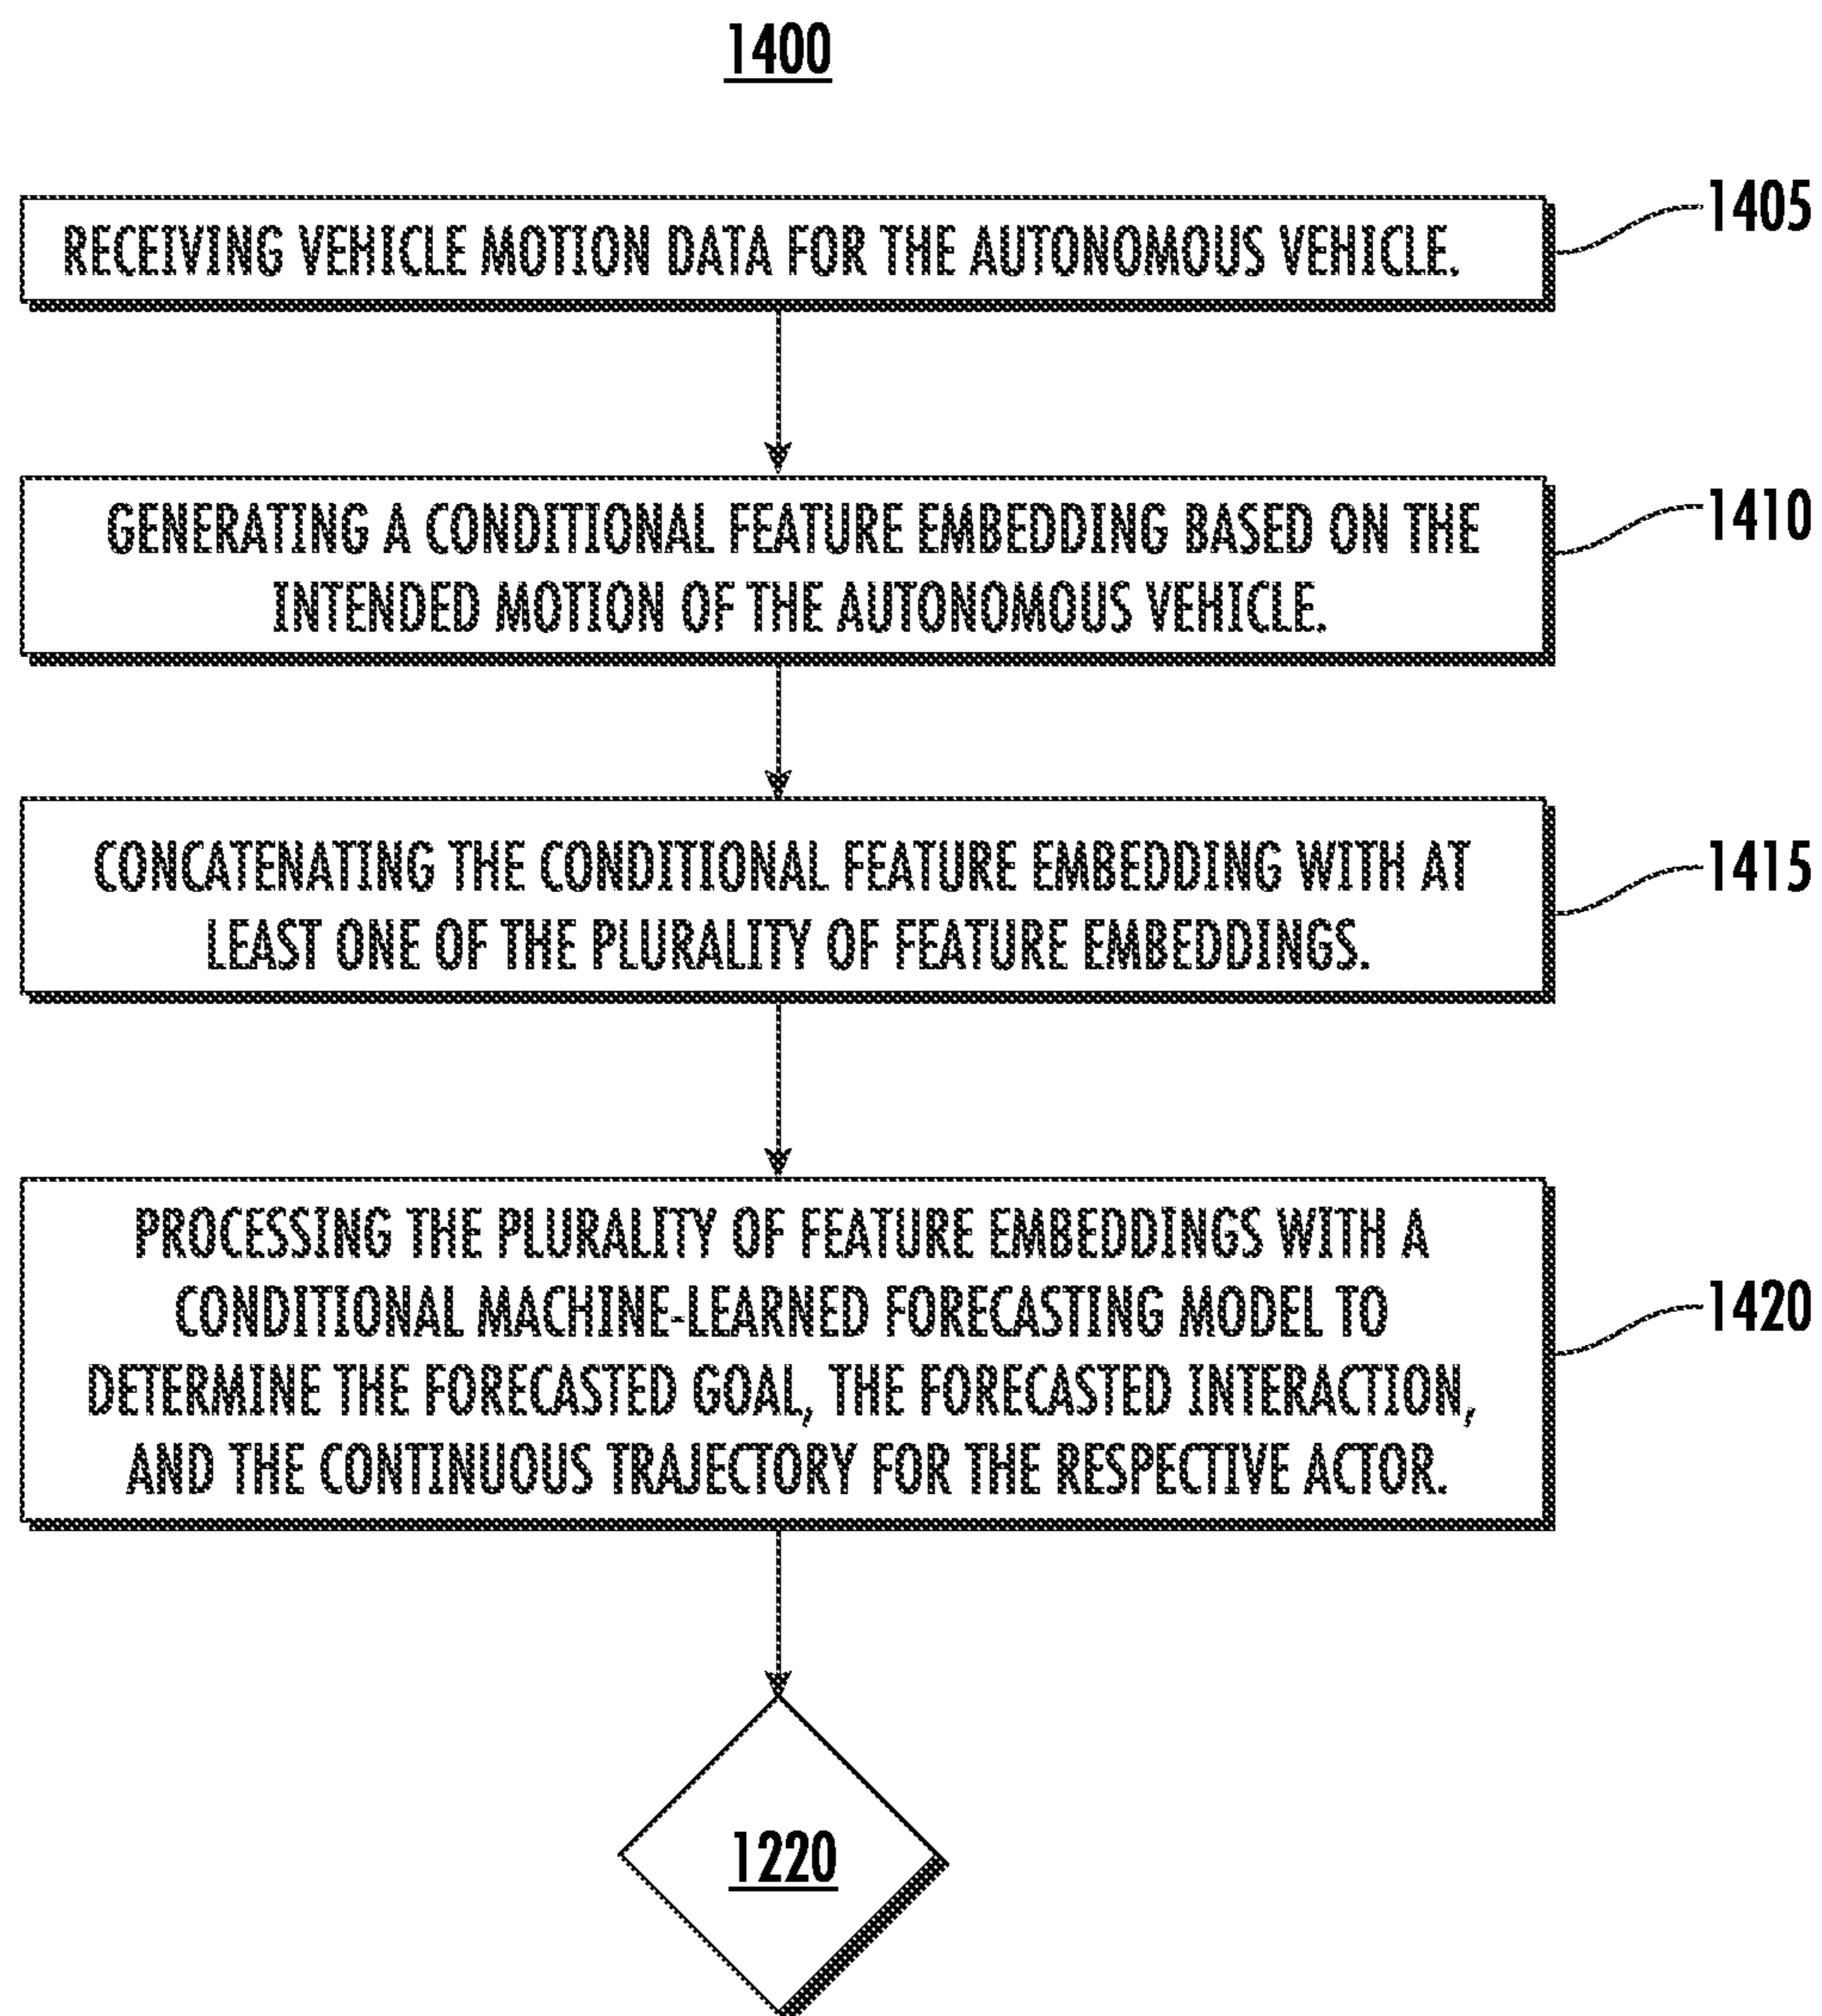 1400
RECEIVING VEHICLE MOTION DATA FOR THE AUTONOMOUS VEHICLE.
1405
GENERATING A CONDITIONAL FEATURE EMBEDDING BASED ON THE
INTENDED MOTION OF THE AUTONOMOUS VEHICLE.
1410
CONCATENATING THE CONDITIONAL FEATURE EMBEDDING WITH AT
LEAST ONE OF THE PLURALITY OF FEATURE EMBEDDINGS.
1415
PROCESSING THE PLURALITY OF FEATURE EMBEDDINGS WITH A
CONDITIONAL MACHINE-LEARNED FORECASTING MODEL TO
DETERMINE THE FORECASTED GOAL, THE FORECASTED INTERACTION,
AND THE CONTINUOUS TRAJECTORY FOR THE RESPECTIVE ACTOR.
1420
1220